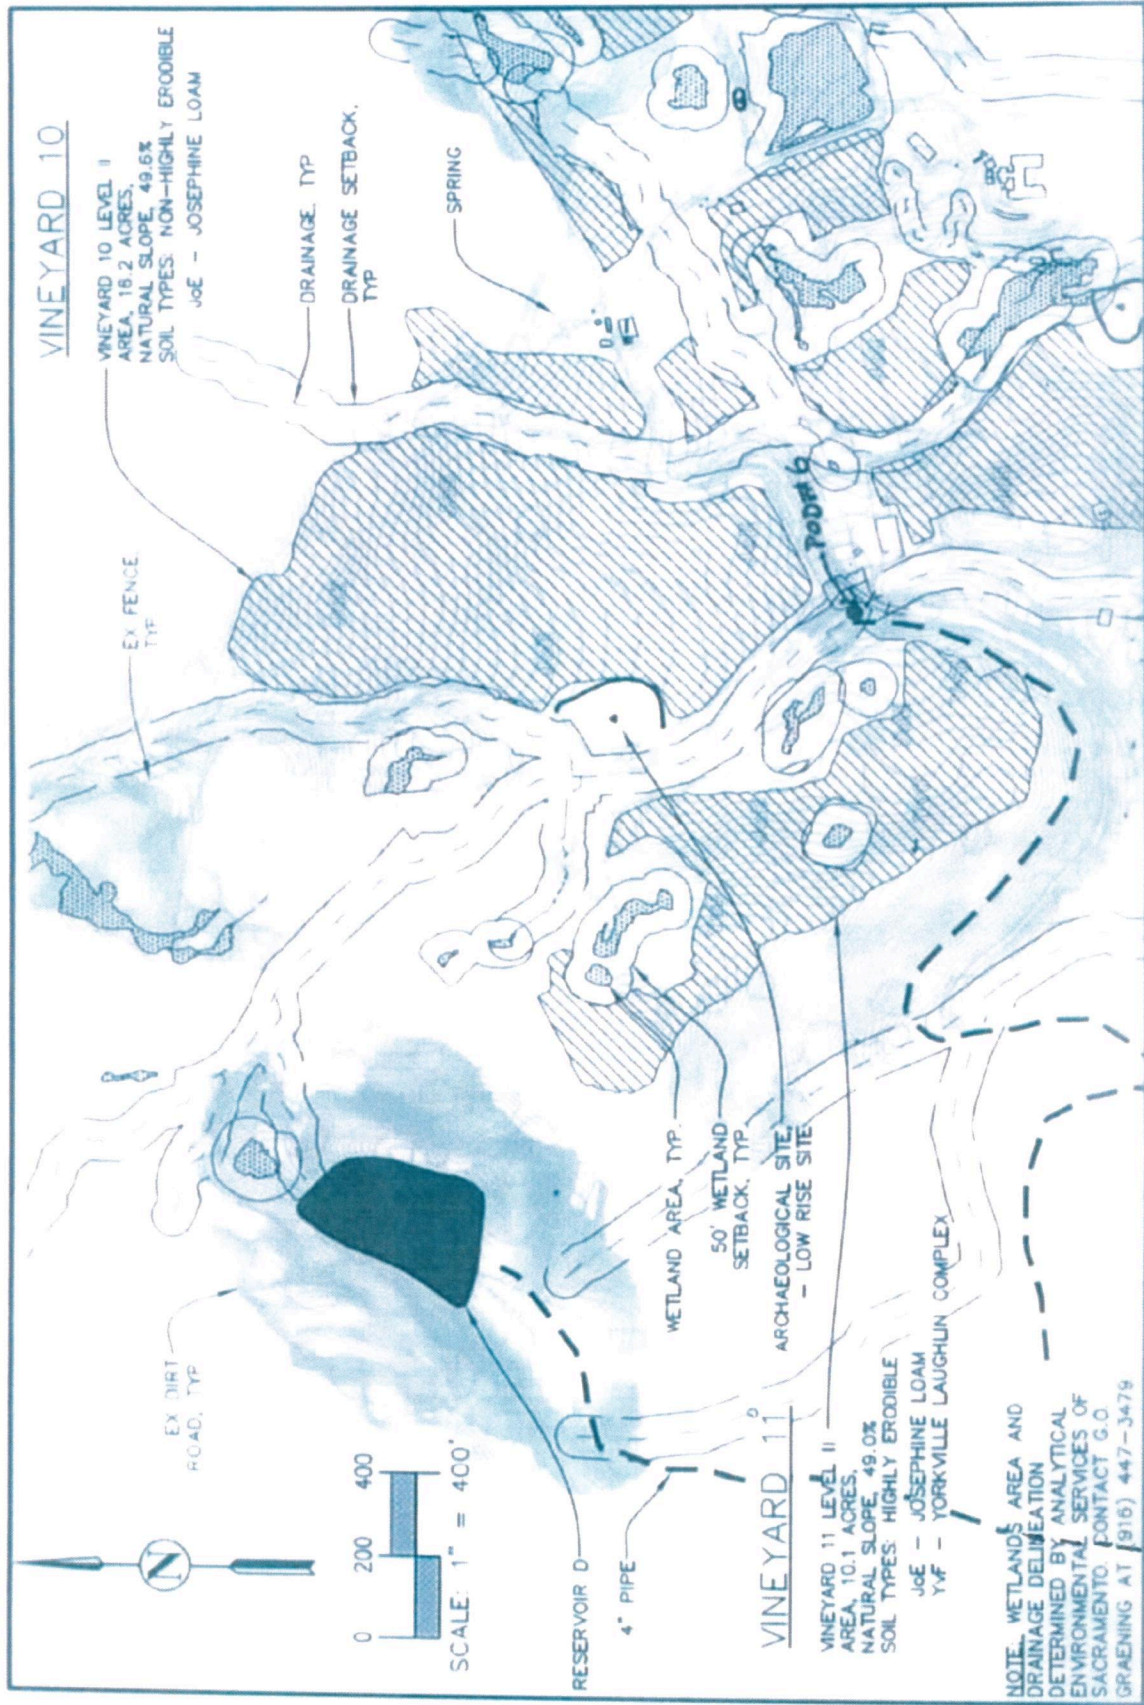 VINEYARD 10
VINEYARD 10 LEVEL II
AREA, 16.2 ACRES,
NATURAL SLOPE, 49.6%
SOIL TYPES: NON-HIGHLY ERODIBLE
JoE - JOSEPHINE LOAM
DRAINAGE, TYP
DRAINAGE SETBACK,
TYP
SPRING
EX FENCE
TYP
EX DIRT
ROAD, TYP
N
0 200 400
SCALE: 1" = 400'
RESERVOIR D
4" PIPE
WETLAND AREA, TYP.
50' WETLAND
SETBACK, TYP
ARCHAEOLOGICAL SITE,
- LOW RISE SITE
VINEYARD 11
VINEYARD 11 LEVEL II
AREA, 10.1 ACRES,
NATURAL SLOPE, 49.0%
SOIL TYPES: HIGHLY ERODIBLE
JoE - JOSEPHINE LOAM
YVF - YORKVILLE LAUGHLIN COMPLEX
NOTE: WETLANDS AREA AND
DRAINAGE DELINEATION
DETERMINED BY ANALYTICAL
ENVIRONMENTAL SERVICES OF
SACRAMENTO. CONTACT G.O.
GRAENING AT (916) 447-3479